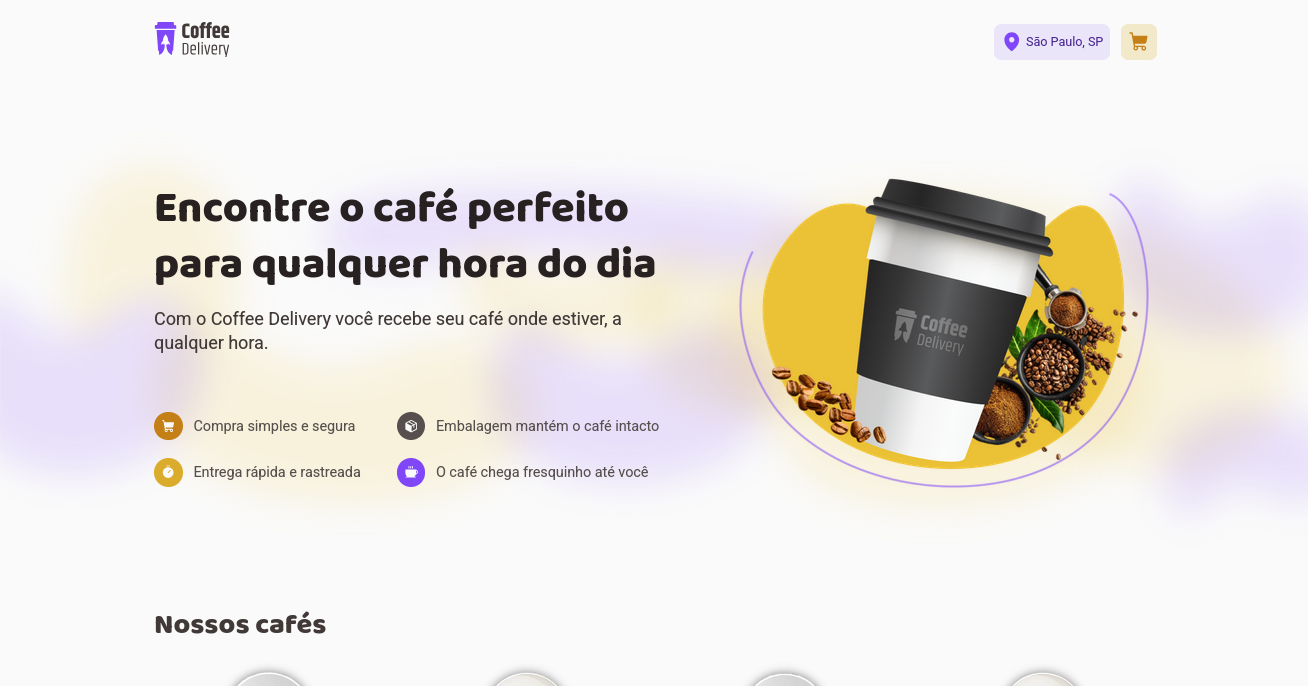 Coffee
Delivery
São Paulo, SP
Encontre o café perfeito
para qualquer hora do dia
Com o Coffee Delivery você recebe seu café onde estiver, a
qualquer hora.
Compra simples e segura
Embalagem mantém o café intacto
Entrega rápida e rastreada
O café chega fresquinho até você
Coffee
Delivery
Nossos cafés